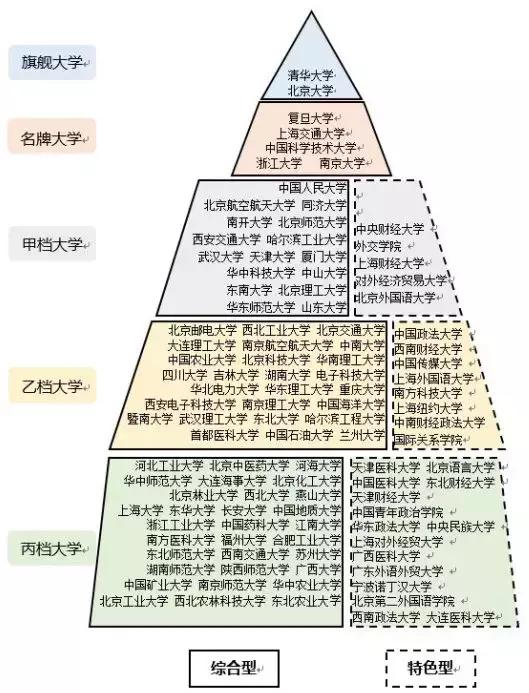 旗舰大学
清华大学
北京大学
名牌大学
复旦大学
上海交通大学
中国科学技术大学
浙江大学 南京大学
甲档大学
中国人民大学
北京航空航天大学 同济大学
南开大学 北京师范大学
西安交通大学 哈尔滨工业大学
武汉大学 天津大学 厦门大学
华中科技大学 中山大学
东南大学 北京理工大学
华东师范大学 山东大学
中央财经大学
外交学院
上海财经大学
对外经济贸易大学
北京外国语大学
乙档大学
北京邮电大学 西北工业大学 北京交通大学
大连理工大学 南京航空航天大学 中南大学
中国农业大学 北京科技大学 华南理工大学
四川大学 吉林大学 湖南大学 电子科技大学
华北电力大学 华东理工大学 重庆大学
西安电子科技大学 南京理工大学 中国海洋大学
暨南大学 武汉理工大学 东北大学 哈尔滨工程大学
首都医科大学 中国石油大学 兰州大学
中国政法大学
西南财经大学
中国传媒大学
上海外国语大学
南方科技大学
上海纽约大学
中南财经政法大学
国际关系学院
丙档大学
河北工业大学 北京中医药大学 河海大学
华中师范大学 大连海事大学 北京化工大学
北京林业大学 西北大学 燕山大学
上海大学 东华大学 长安大学 中国地质大学
浙江工业大学 中国药科大学 江南大学
南方医科大学 福州大学 合肥工业大学
东北师范大学 西南交通大学 苏州大学
湖南师范大学 陕西师范大学 广西大学
中国矿业大学 南京师范大学 华中农业大学
北京工业大学 西北农林科技大学 东北农业大学
天津医科大学 北京语言大学
中国医科大学 东北财经大学
天津财经大学
中国青年政治学院
华东政法大学 中央民族大学
上海对外经贸大学
广西医科大学
广东外语外贸大学
宁波诺丁汉大学
北京第二外国语学院
西南政法大学 大连医科大学
综合型
特色型